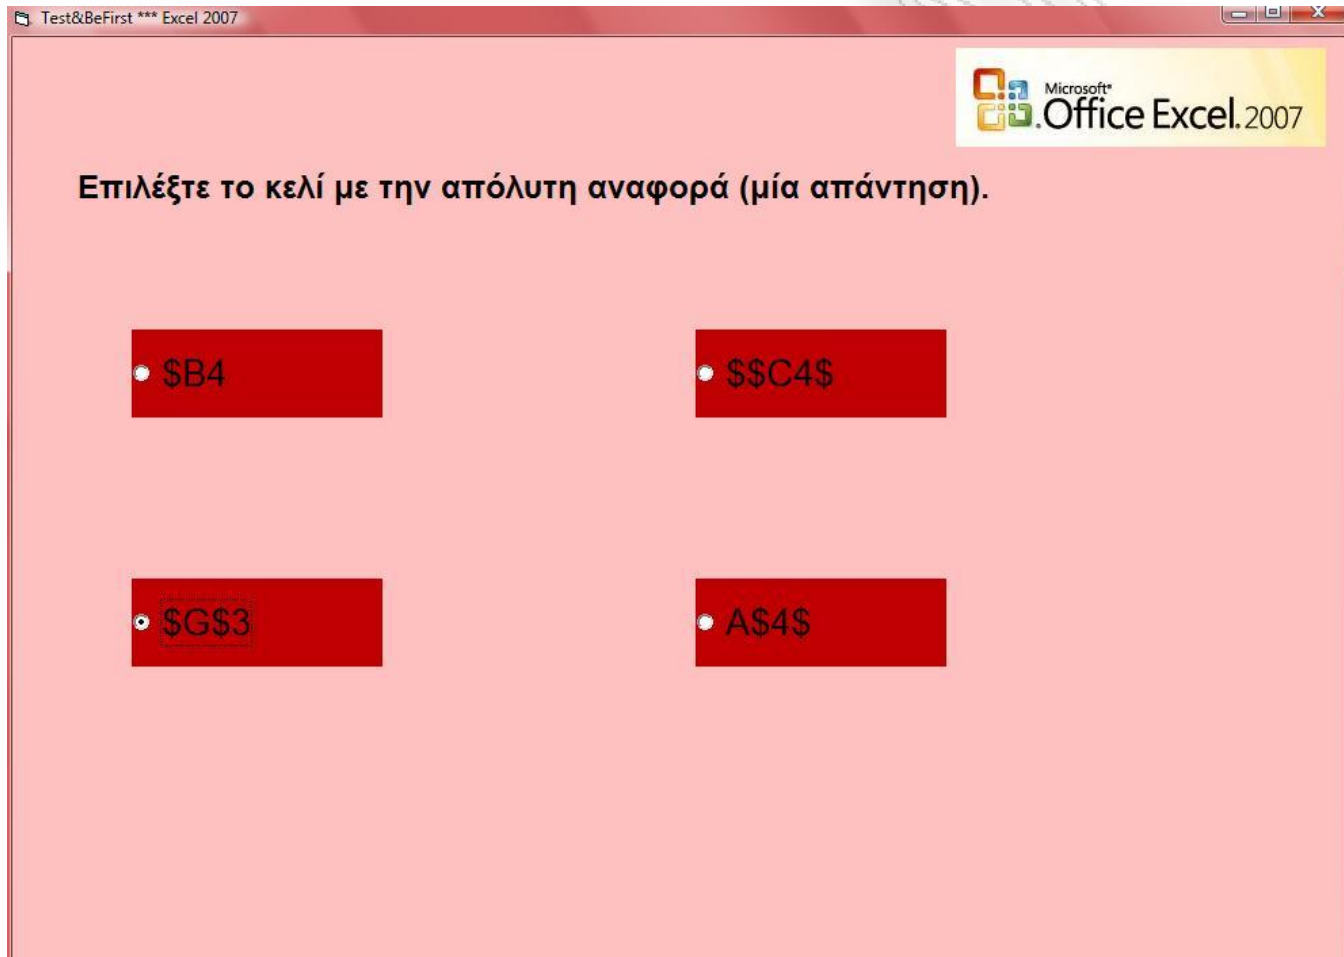 Test&BeFirst *** Excel 2007
Microsoft®
Office Excel 2007
Επιλέξτε το κελί με την απόλυτη αναφορά (μία απάντηση).
$B4
$$C4$
$G$3
A$4$